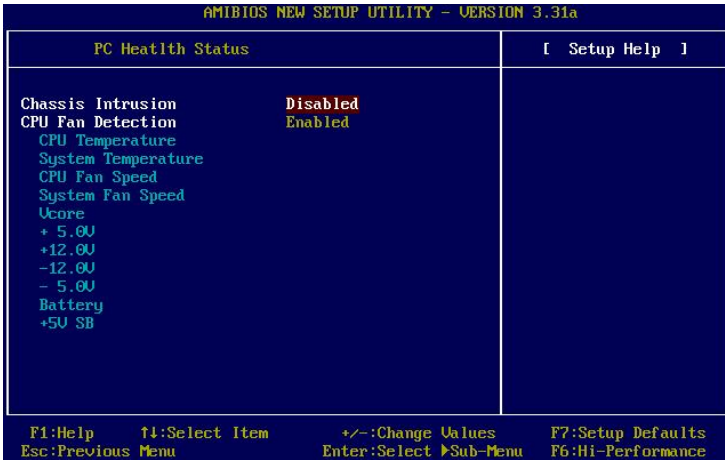 AMIBIOS NEW SETUP UTILITY - VERSION 3.31a
PC Heatlth Status
[ Setup Help ]
Chassis Intrusion Disabled
CPU Fan Detection Enabled
CPU Temperature
System Temperature
CPU Fan Speed
System Fan Speed
Vcore
+ 5.0V
+12.0V
-12.0V
- 5.0V
Battery
+5V SB
F1:Help ↑↓:Select Item +/-:Change Values F7:Setup Defaults
Esc:Previous Menu Enter:Select ▶Sub-Menu F6:Hi-Performance